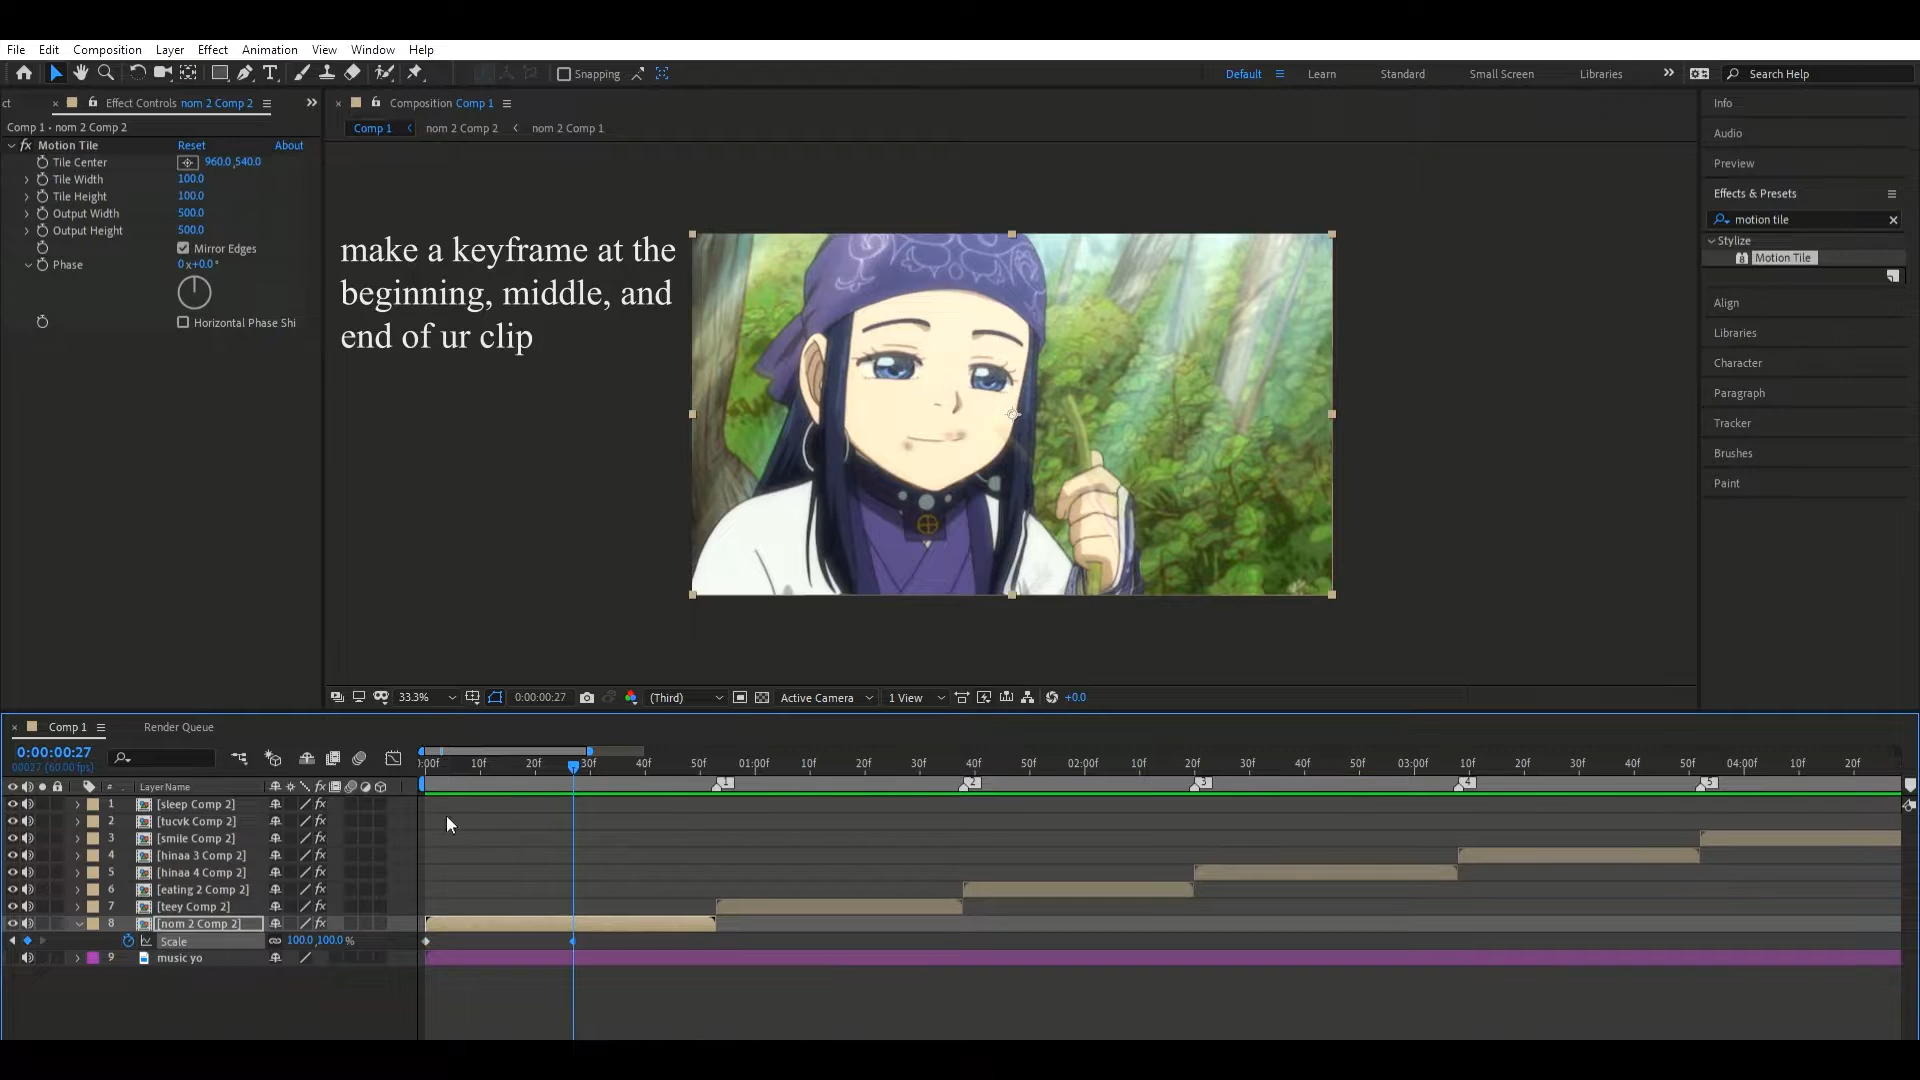 File Edit Composition Layer Effect Animation View Window Help
Snapping Default Learn Standard Small Screen Libraries Search Help
ct Effect Controls nom 2 Comp 2
Comp 1 • nom 2 Comp 2
fx Motion Tile Reset About
Tile Center 960.0,540.0
Tile Width 100.0
Tile Height 100.0
Output Width 500.0
Output Height 500.0
Mirror Edges
Phase 0x+0.0°
Horizontal Phase Shi
Composition Comp 1
Comp 1 nom 2 Comp 2 nom 2 Comp 1
make a keyframe at the
beginning, middle, and
end of ur clip
33.3% 0:00:00:27 (Third) Active Camera 1 View +0.0
Info
Audio
Preview
Effects & Presets
motion tile
Stylize
Motion Tile
Align
Libraries
Character
Paragraph
Tracker
Brushes
Paint
Comp 1 Render Queue
0:00:00:27
00027 (60.00 fps)
):00f 10f 20f 30f 40f 50f 01:00f 10f 20f 30f 40f 50f 02:00f 10f 20f 30f 40f 50f 03:00f 10f 20f 30f 40f 50f 04:00f 10f 20f
# Layer Name fx 1 2 3 4 5
1 [sleep Comp 2] fx
2 [tucvk Comp 2] fx
3 [smile Comp 2] fx
4 [hinaa 3 Comp 2] fx
5 [hinaa 4 Comp 2] fx
6 [eating 2 Comp 2] fx
7 [teey Comp 2] fx
8 [nom 2 Comp 2] fx
Scale 100.0,100.0%
9 music yo